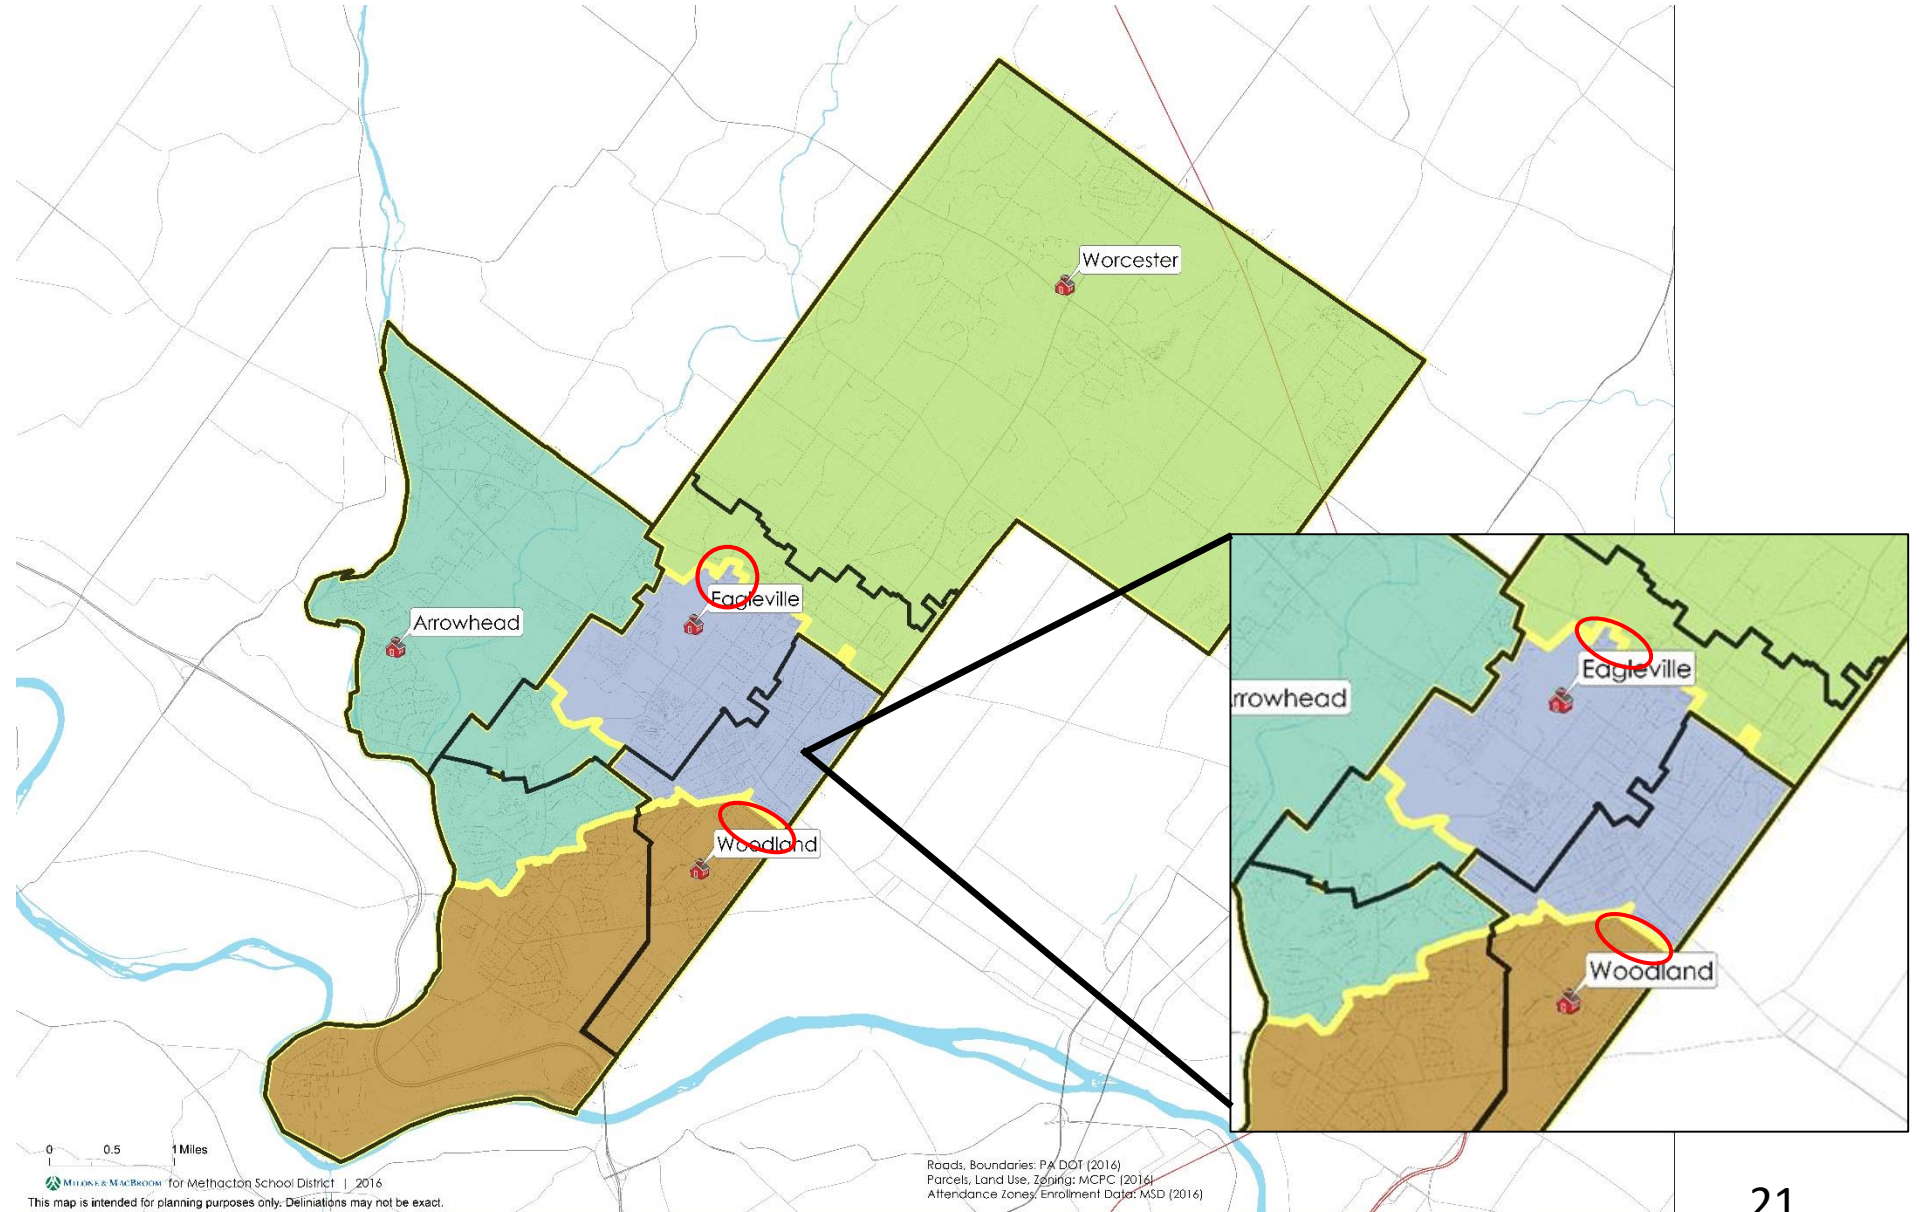 Worcester
Arrowhead
Eagleville
Woodland
rrowhead
Eagleville
Woodland
0 0.5 1 Miles
MILONE & MACBROOM for Methacton School District | 2016
This map is intended for planning purposes only. Deliniations may not be exact.
Roads, Boundaries: PA DOT (2016)
Parcels, Land Use, Zoning: MCPC (2016)
Attendance Zones, Enrollment Data: MSD (2016)
21